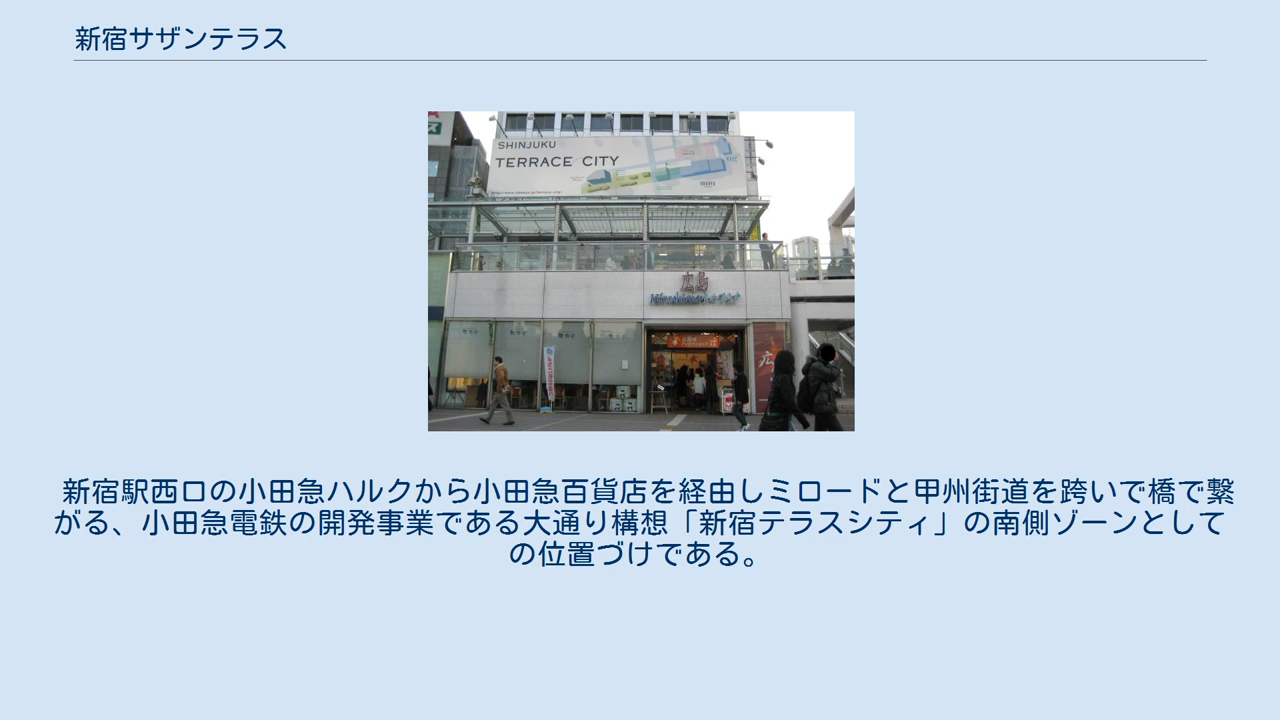 新宿サザンテラス
SHINJUKU
TERRACE CITY
広島
新宿駅西口の小田急ハルクから小田急百貨店を経由しミロードと甲州街道を跨いで橋で繋
がる、小田急電鉄の開発事業である大通り構想「新宿テラスシティ」の南側ゾーンとして
の位置づけである。